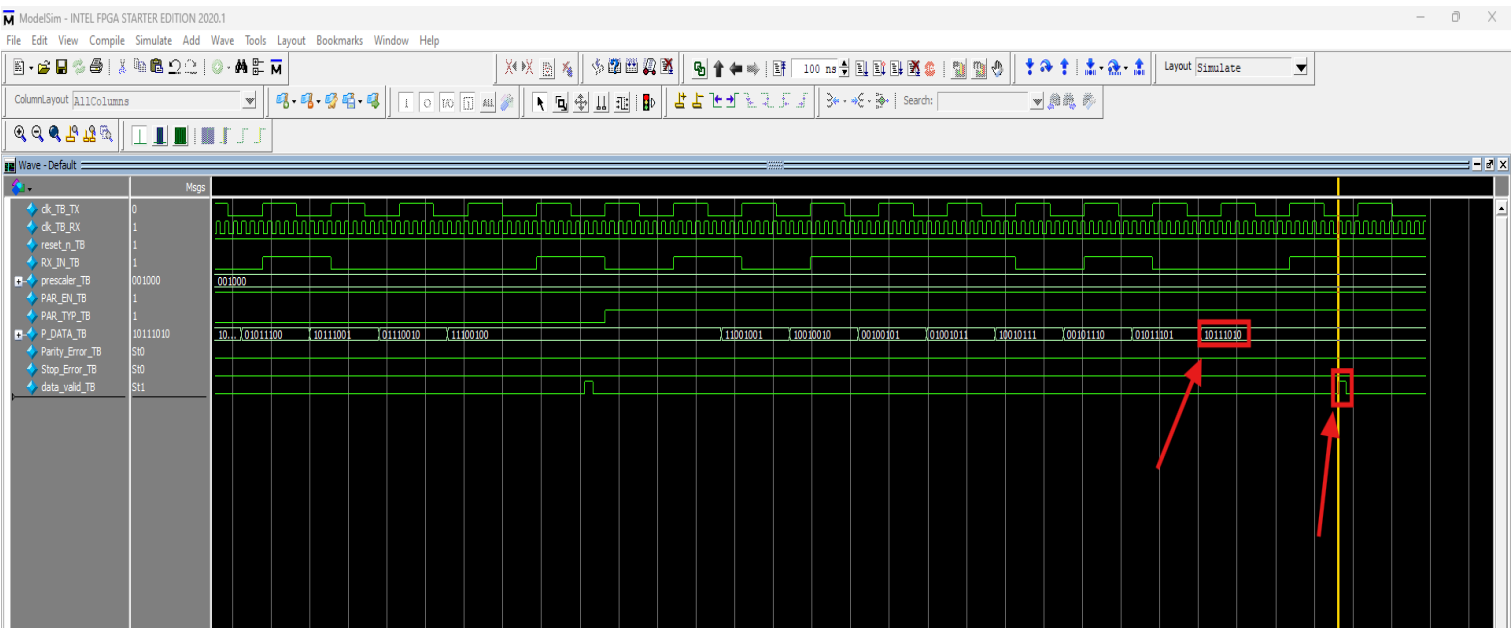 ModelSim - INTEL FPGA STARTER EDITION 2020.1
File Edit View Compile Simulate Add Wave Tools Layout Bookmarks Window Help
100 ns Layout Simulate
ColumnLayout AllColumns Search:
Wave - Default
Msgs
clk_TB_TX 0
clk_TB_RX 1
reset_n_TB 1
RX_IN_TB 1
prescaler_TB 001000 001000
PAR_EN_TB 1
PAR_TYP_TB 1
P_DATA_TB 10111010 10... 01011100 10111001 01110010 11100100 11001001 10010010 00100101 01001011 10010111 00101110 01011101 10111010
Parity_Error_TB St0
Stop_Error_TB St0
data_valid_TB St1